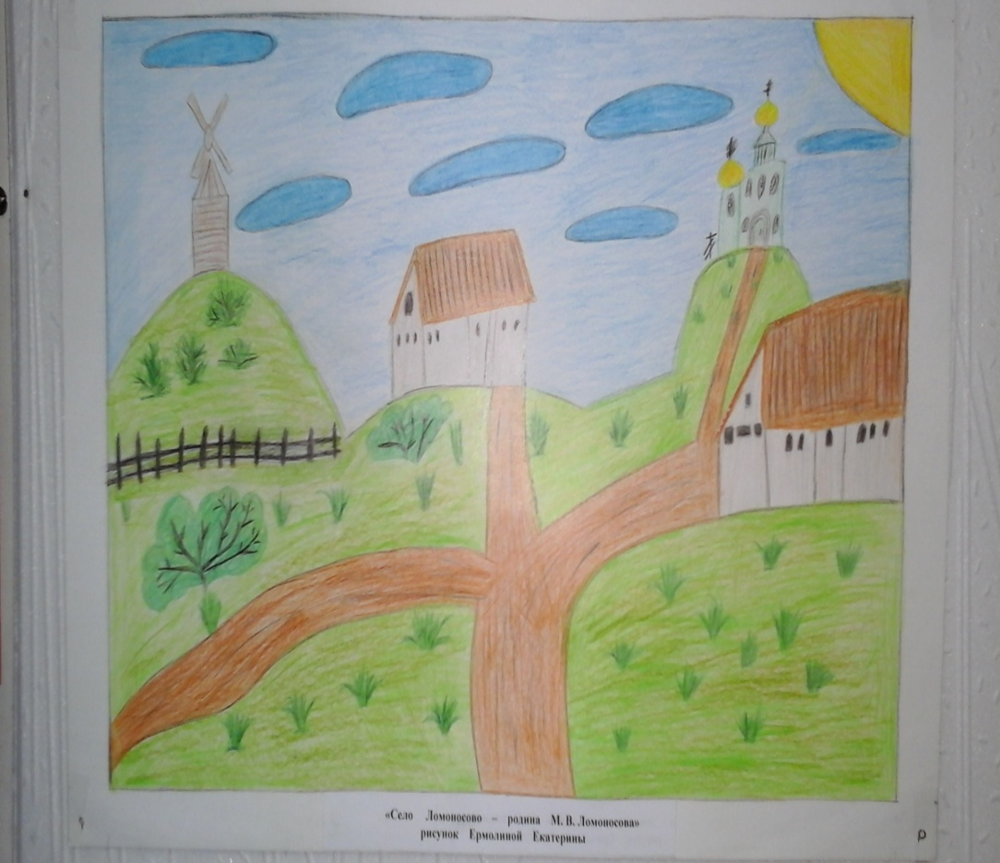 «Село Ломоносово – родина М. В. Ломоносова»
рисунок Ермолиной Екатерины